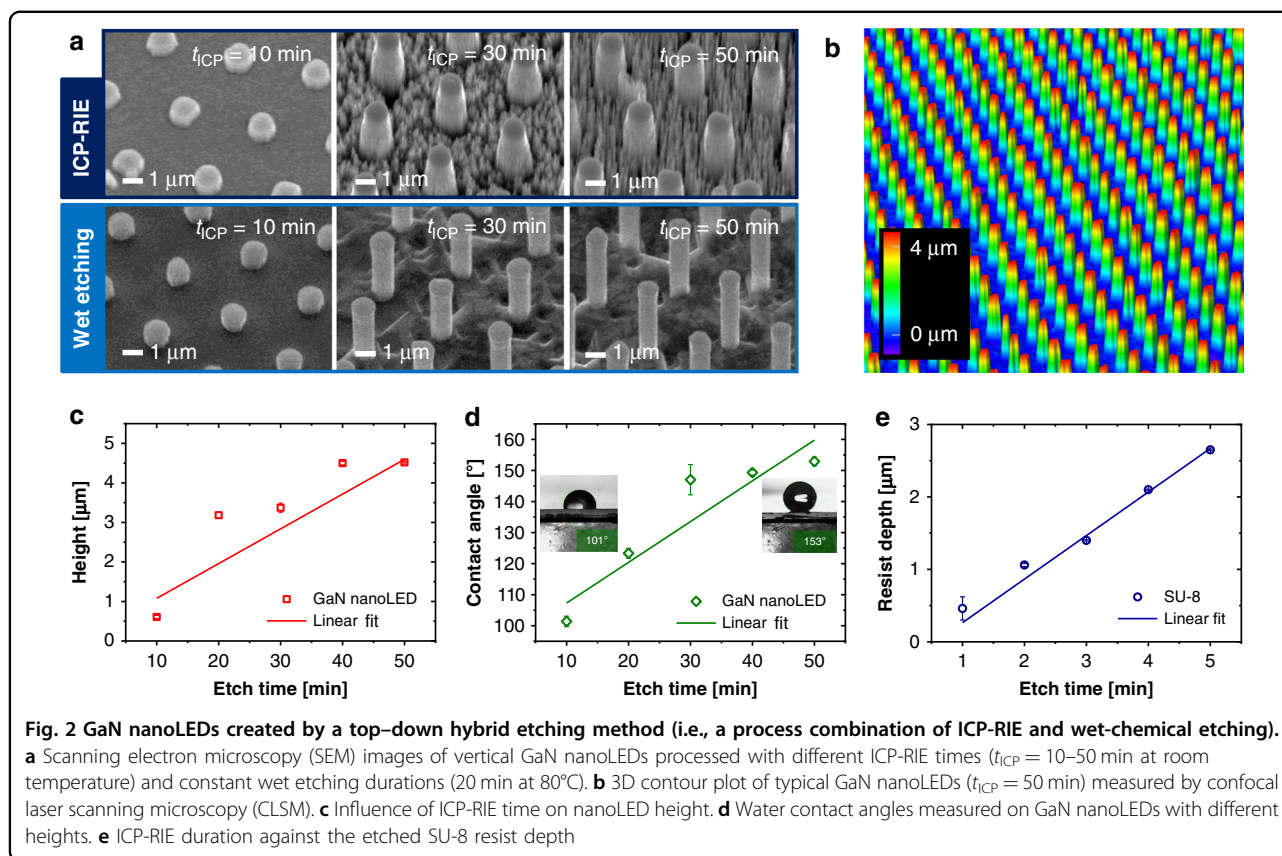 a
ICP-RIE
tICP = 10 min
tICP = 30 min
tICP = 50 min
1 μm
1 μm
1 μm
Wet etching
tICP = 10 min
tICP = 30 min
tICP = 50 min
1 μm
1 μm
1 μm
b
4 μm
0 μm
c
Height [μm]
5
4
3
2
1
0
GaN nanoLED
Linear fit
10 20 30 40 50
Etch time [min]
d
Contact angle [°]
160
150
140
130
120
110
100
101°
153°
GaN nanoLED
Linear fit
10 20 30 40 50
Etch time [min]
e
Resist depth [μm]
3
2
1
0
SU-8
Linear fit
1 2 3 4 5
Etch time [min]
Fig. 2 GaN nanoLEDs created by a top–down hybrid etching method (i.e., a process combination of ICP-RIE and wet-chemical etching).
a Scanning electron microscopy (SEM) images of vertical GaN nanoLEDs processed with different ICP-RIE times (tICP = 10–50 min at room
temperature) and constant wet etching durations (20 min at 80°C). b 3D contour plot of typical GaN nanoLEDs (tICP = 50 min) measured by confocal
laser scanning microscopy (CLSM). c Influence of ICP-RIE time on nanoLED height. d Water contact angles measured on GaN nanoLEDs with different
heights. e ICP-RIE duration against the etched SU-8 resist depth